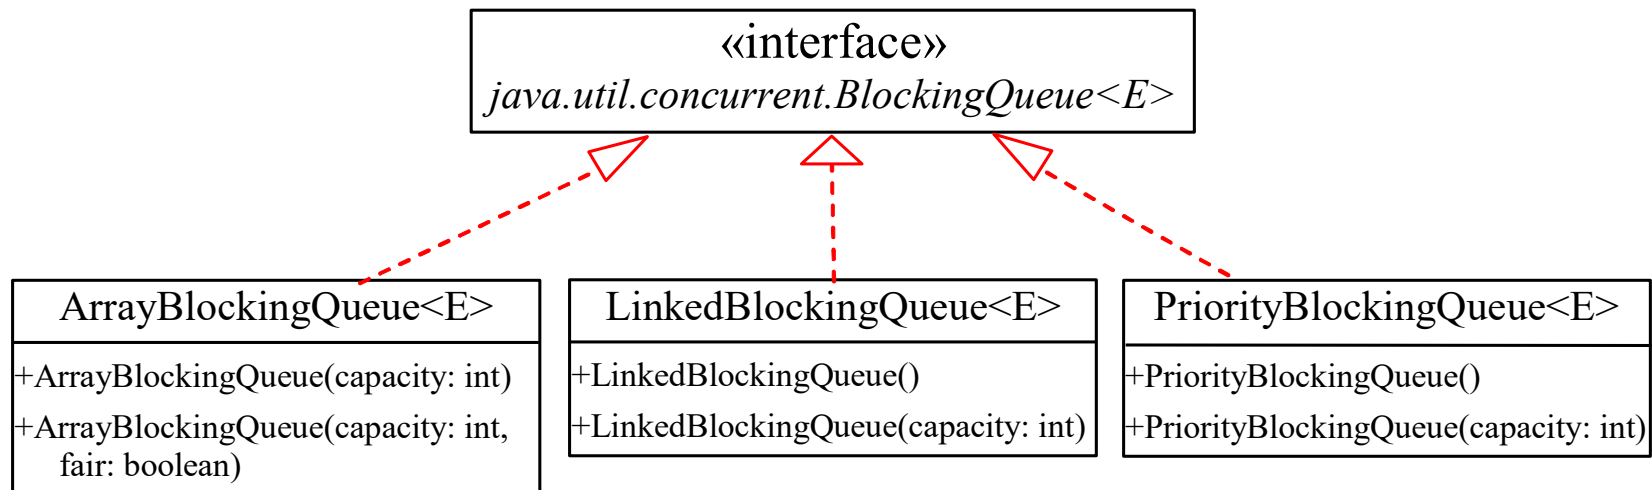 «interface»
java.util.concurrent.BlockingQueue<E>
ArrayBlockingQueue<E>
+ArrayBlockingQueue(capacity: int)
+ArrayBlockingQueue(capacity: int,
fair: boolean)
LinkedBlockingQueue<E>
+LinkedBlockingQueue()
+LinkedBlockingQueue(capacity: int)
PriorityBlockingQueue<E>
+PriorityBlockingQueue()
+PriorityBlockingQueue(capacity: int)